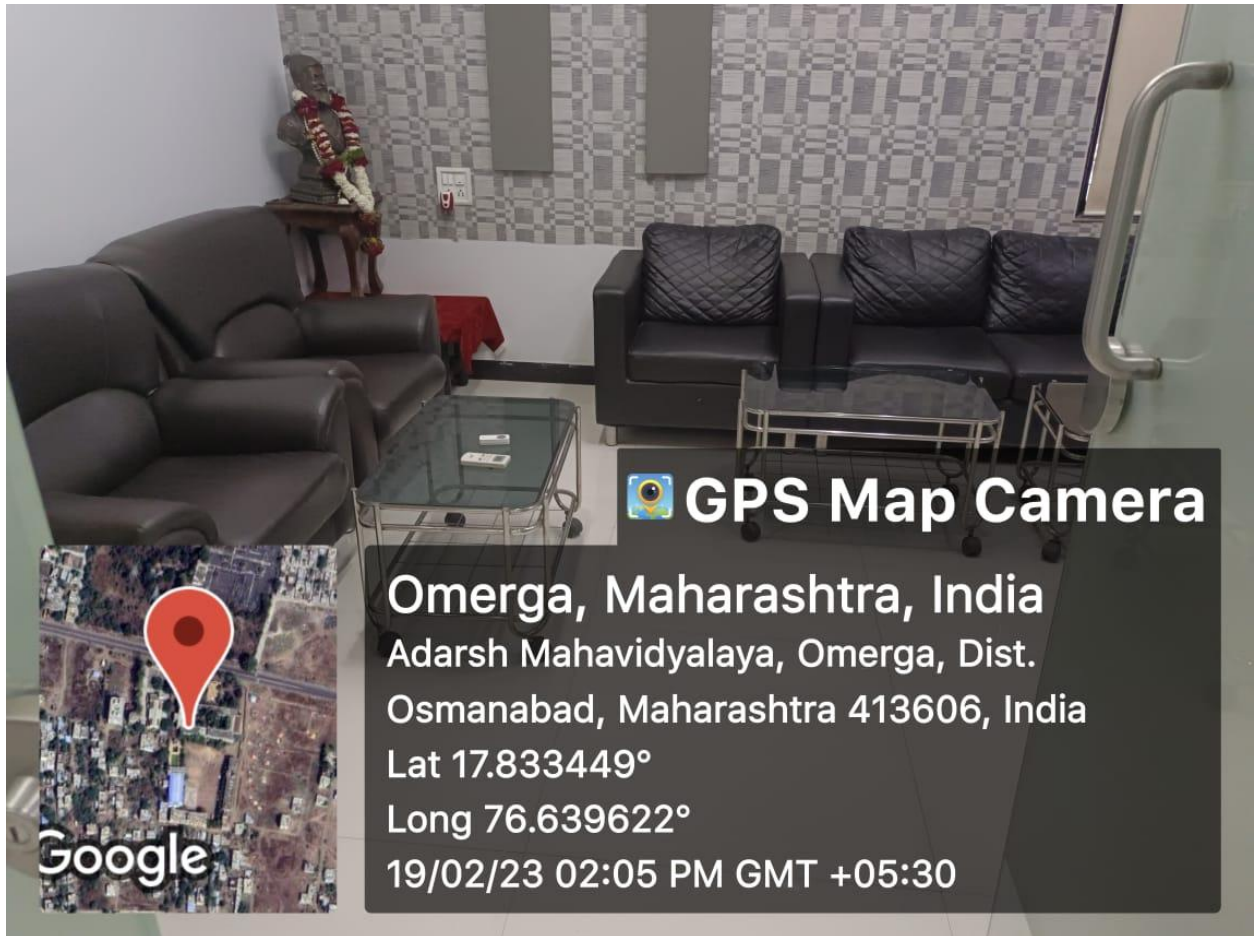 GPS Map Camera
Omerga, Maharashtra, India
Adarsh Mahavidyalaya, Omerga, Dist.
Osmanabad, Maharashtra 413606, India
Lat 17.833449°
Long 76.639622°
19/02/23 02:05 PM GMT +05:30
Google